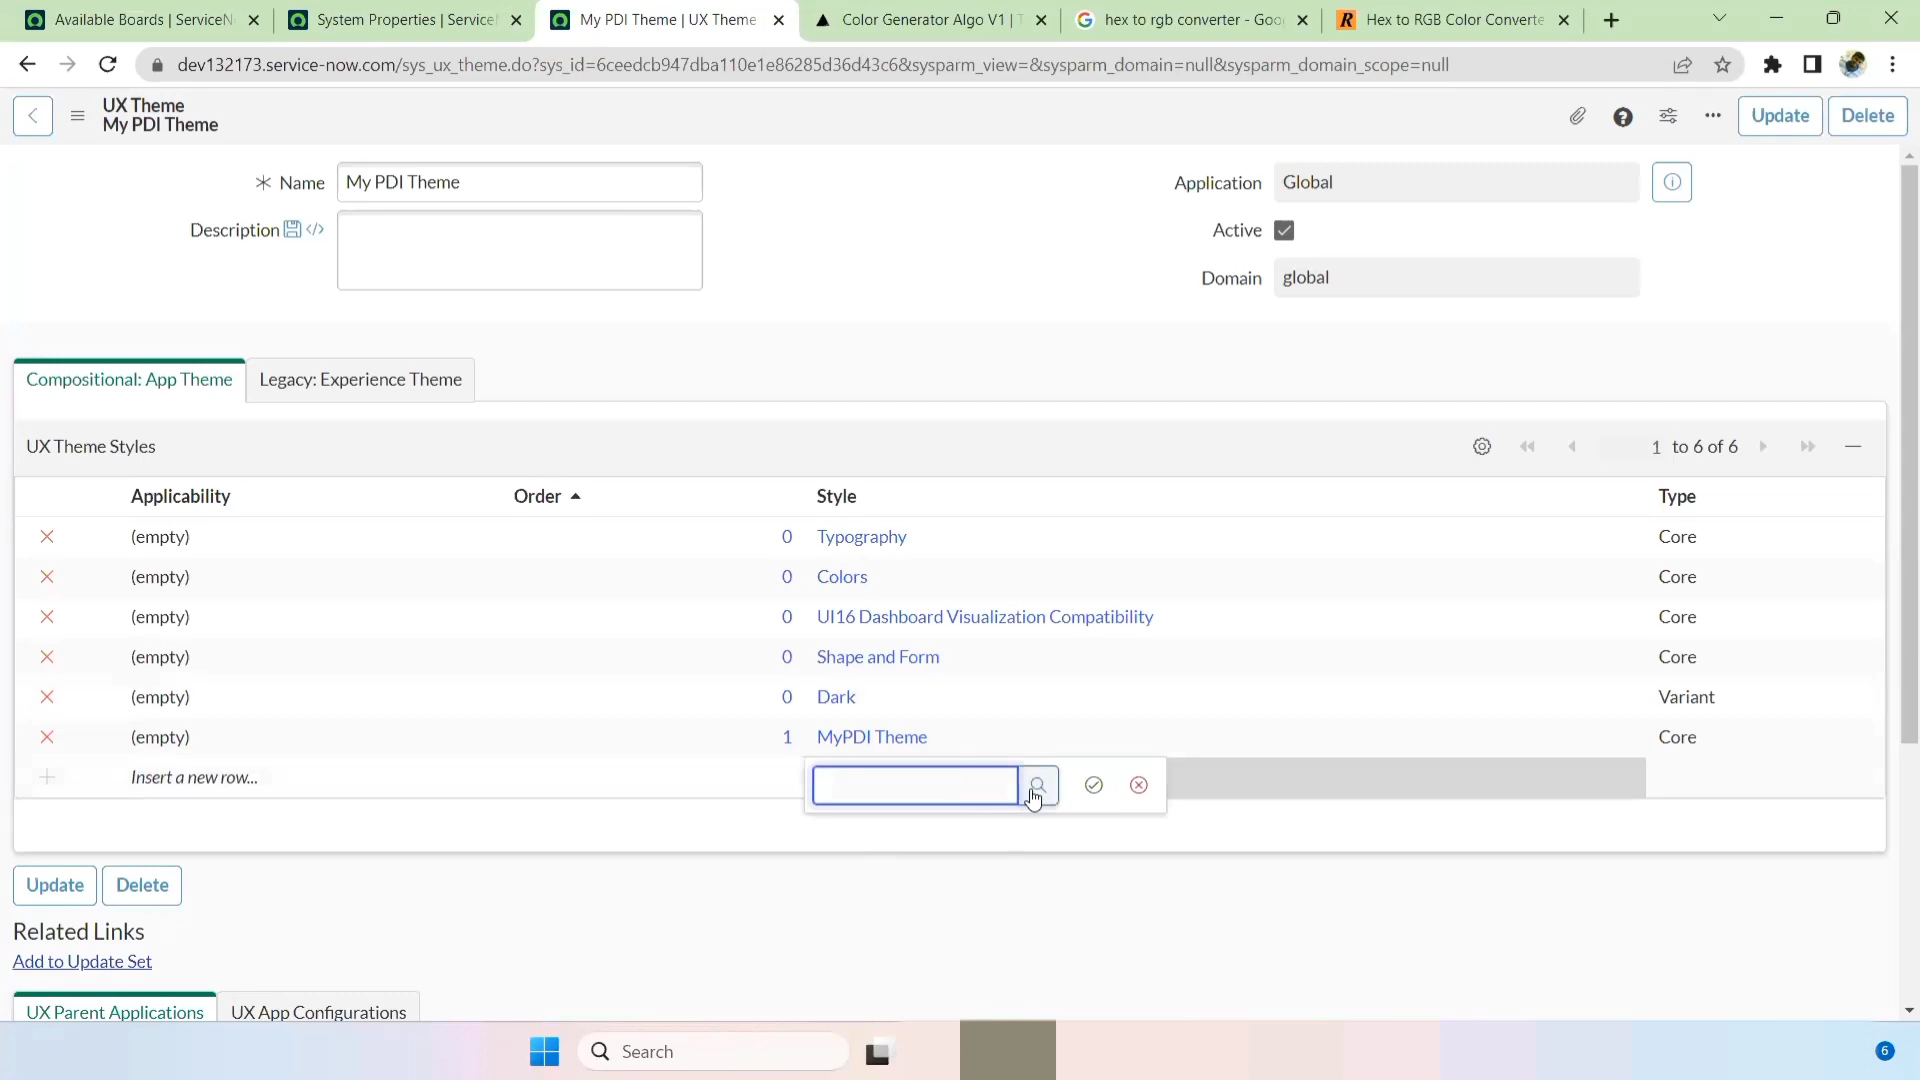 Available Boards | ServiceN
System Properties | Service
My PDI Theme | UX Theme
Color Generator Algo V1 | T
hex to rgb converter - Goo
R Hex to RGB Color Converte
dev132173.service-now.com/sys_ux_theme.do?sys_id=6ceedcb947dba110e1e86285d36d43c6&sysparm_view=&sysparm_domain=null&sysparm_domain_scope=null
UX Theme
My PDI Theme
Update
Delete
Name
My PDI Theme
Application
Global
Description
Active
Domain
global
Compositional: App Theme
Legacy: Experience Theme
UX Theme Styles
1 to 6 of 6
Applicability Order Style Type
(empty) 0 Typography Core
(empty) 0 Colors Core
(empty) 0 UI16 Dashboard Visualization Compatibility Core
(empty) 0 Shape and Form Core
(empty) 0 Dark Variant
(empty) 1 MyPDI Theme Core
Insert a new row...
Update
Delete
Related Links
Add to Update Set
UX Parent Applications
UX App Configurations
Search
6